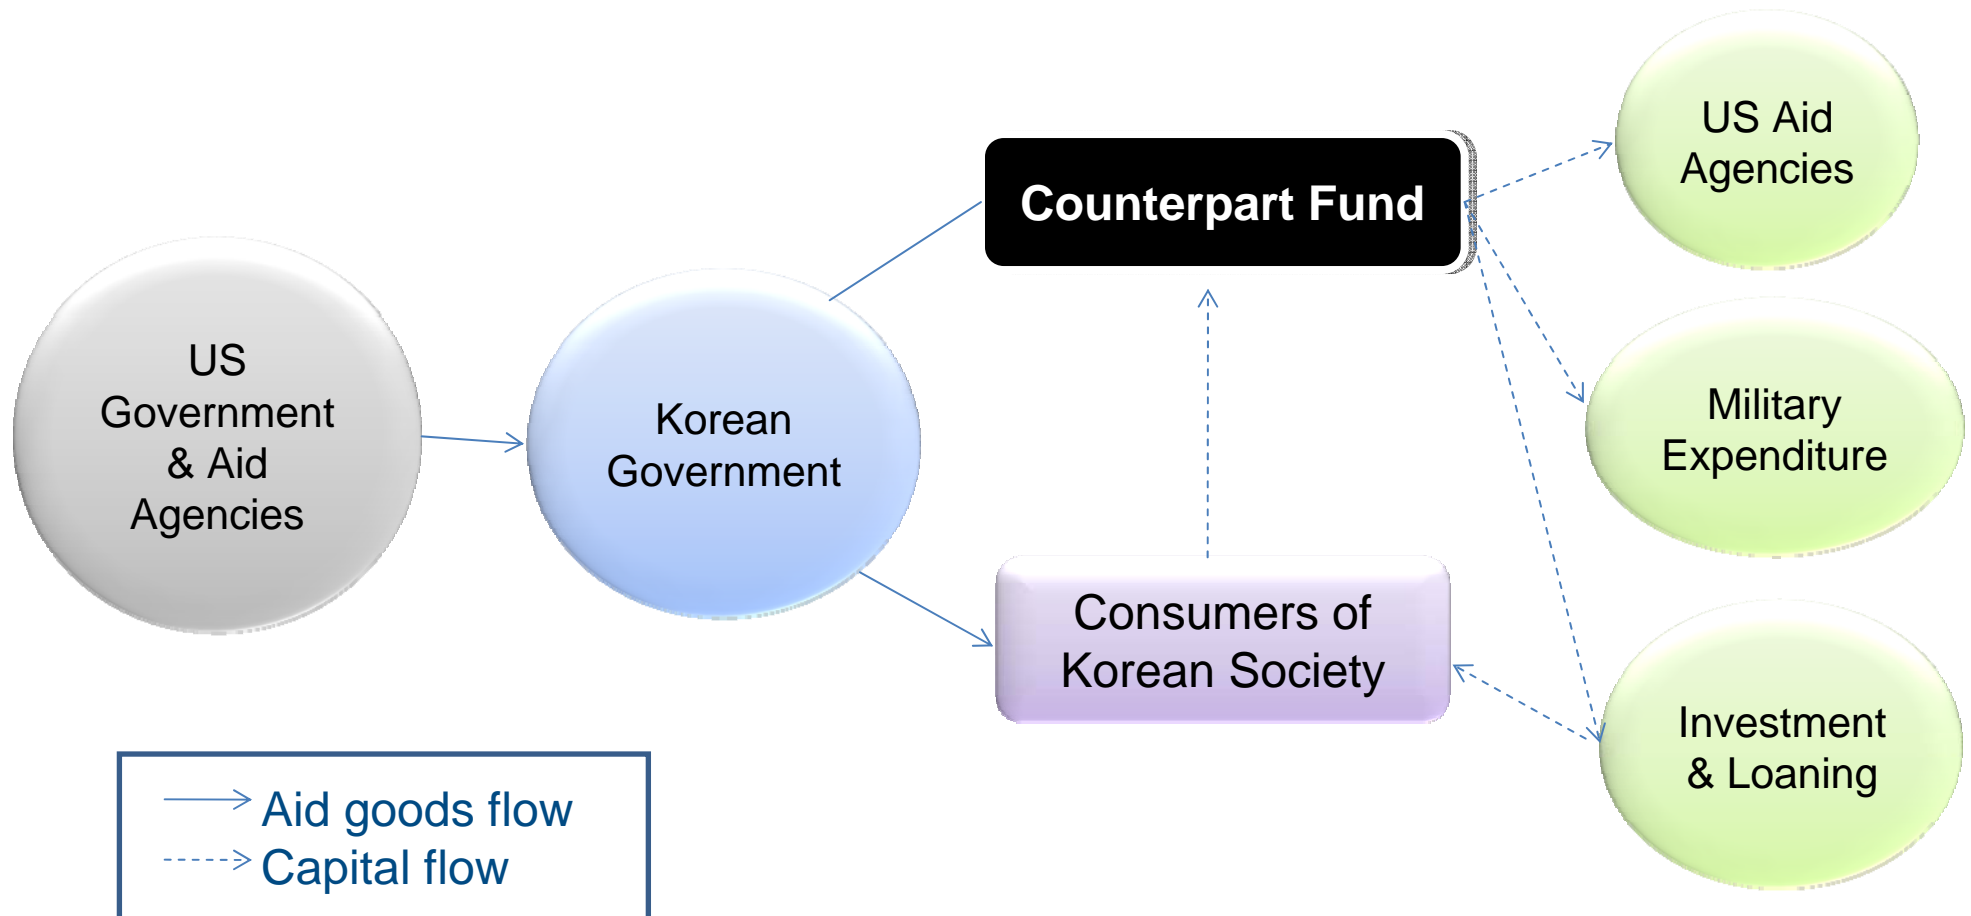 US
Government
& Aid
Agencies
Korean
Government
Counterpart Fund
Consumers of
Korean Society
US Aid
Agencies
Military
Expenditure
Investment
& Loaning
Aid goods flow
Capital flow